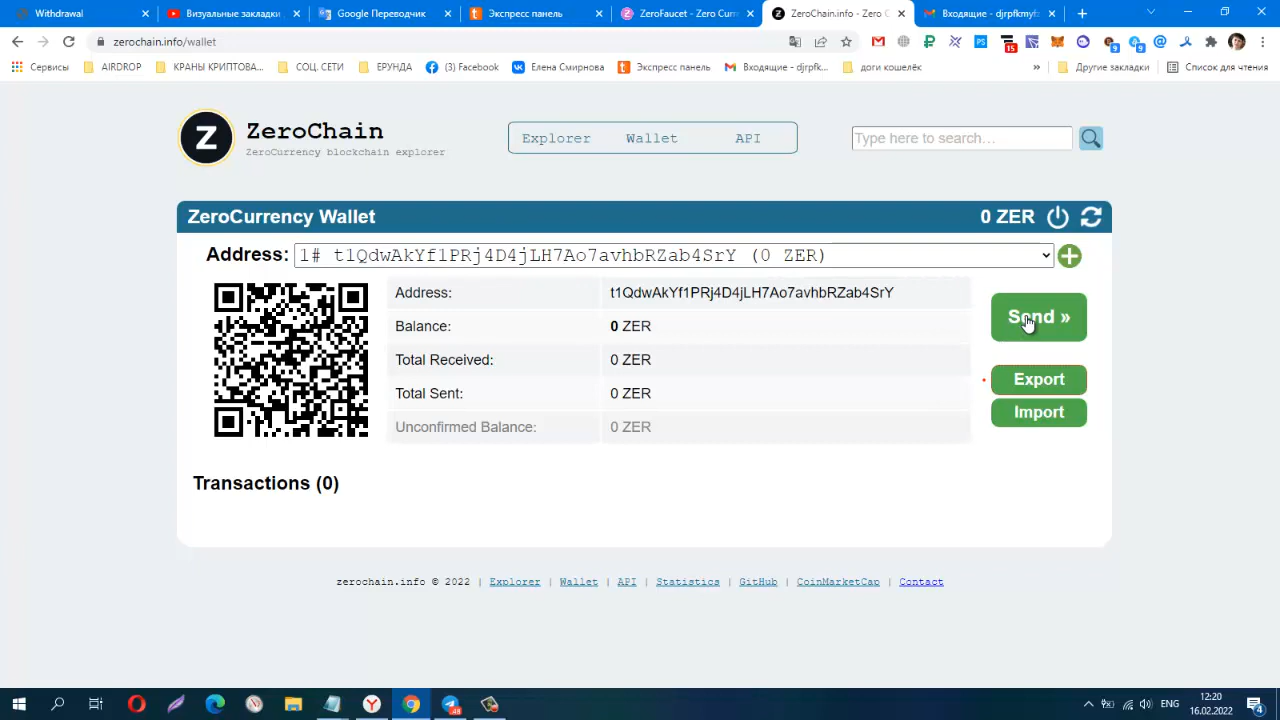 Withdrawal
Визуальные закладки
Google Переводчик
Экспресс панель
ZeroFaucet - Zero Curr
ZeroChain.info - Zero C
Входящие - djrpfkmyfz
zerochain.info/wallet
15
9
9
Сервисы
AIRDROP
КРАНЫ КРИПТОВА...
СОЦ. СЕТИ
ЕРУНДА
(3) Facebook
Елена Смирнова
Экспресс панель
Входящие - djrpfk...
доги кошелёк
»
Другие закладки
Список для чтения
Z
ZeroChain
ZeroCurrency blockchain explorer
Explorer
Wallet
API
Type here to search...
ZeroCurrency Wallet
0 ZER
Address:
1# t1QdwAkYf1PRj4D4jLH7Ao7avhbRZab4SrY (0 ZER)
Address:
t1QdwAkYf1PRj4D4jLH7Ao7avhbRZab4SrY
Balance:
0 ZER
Total Received:
0 ZER
Total Sent:
0 ZER
Unconfirmed Balance:
0 ZER
Send »
Export
Import
Transactions (0)
zerochain.info © 2022 | Explorer | Wallet | API | Statistics | GitHub | CoinMarketCap | Contact
ENG
12:20
16.02.2022
4